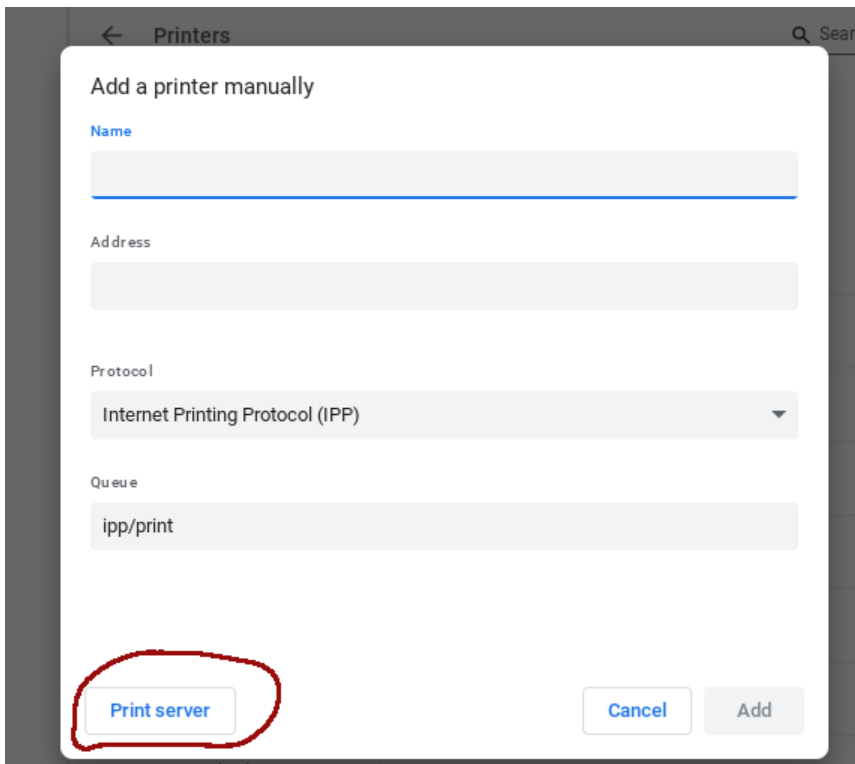 Printers
Sear
Add a printer manually
Name
Address
Protocol
Internet Printing Protocol (IPP)
Queue
ipp/print
Print server
Cancel
Add